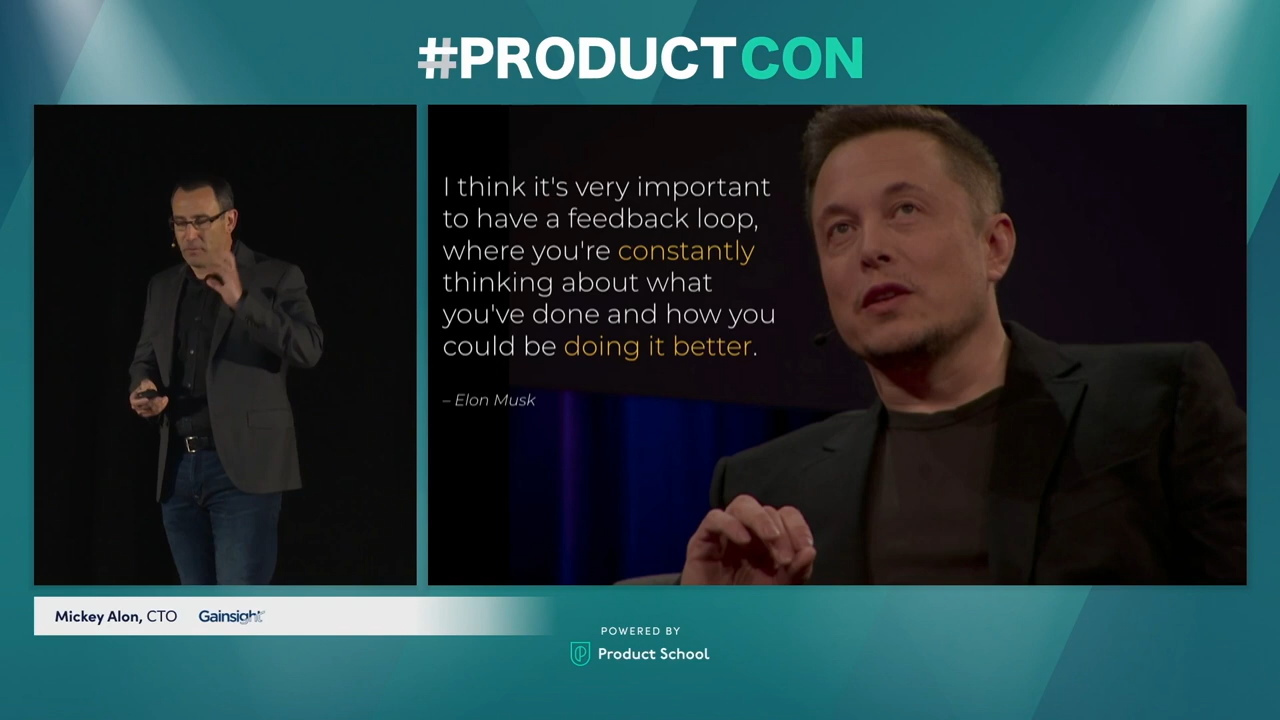 #PRODUCTCON
I think it's very important
to have a feedback loop,
where you're constantly
thinking about what
you've done and how you
could be doing it better.
– Elon Musk
Mickey Alon, CTO Gainsight
POWERED BY
Product School